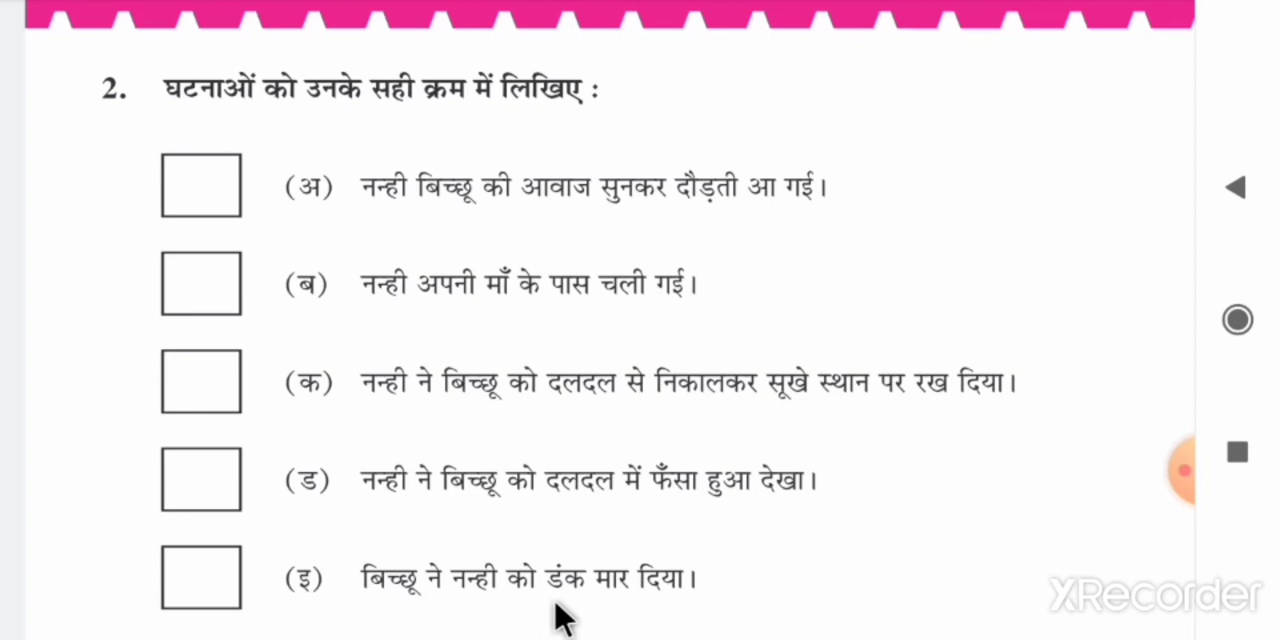 2. घटनाओं को उनके सही क्रम में लिखिए :
(अ) नन्ही बिच्छू की आवाज सुनकर दौड़ती आ गई।
(ब) नन्ही अपनी माँ के पास चली गई।
(क) नन्ही ने बिच्छू को दलदल से निकालकर सूखे स्थान पर रख दिया।
(ड) नन्ही ने बिच्छू को दलदल में फँसा हुआ देखा।
(इ) बिच्छू ने नन्ही को डंक मार दिया।
XRecorder